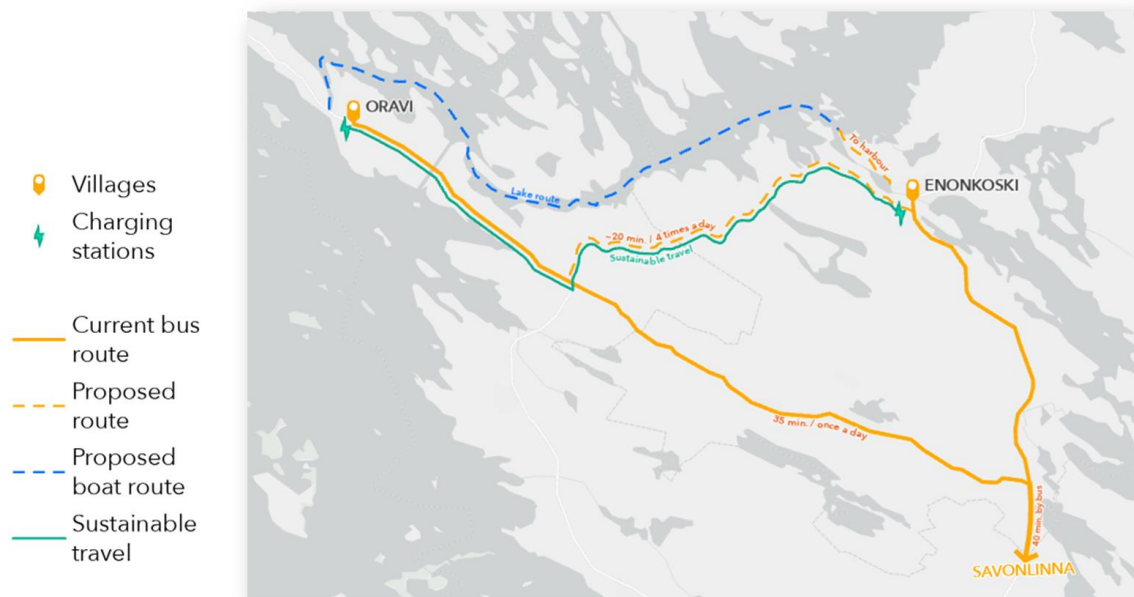 Villages
Charging
stations
Current bus
route
Proposed
route
Proposed
boat route
Sustainable
travel
ORAVI
To harbour
ENONKOSKI
Lake route
~20 min. / 4 times a day
Sustainable travel
35 min. / once a day
40 min. by bus
SAVONLINNA